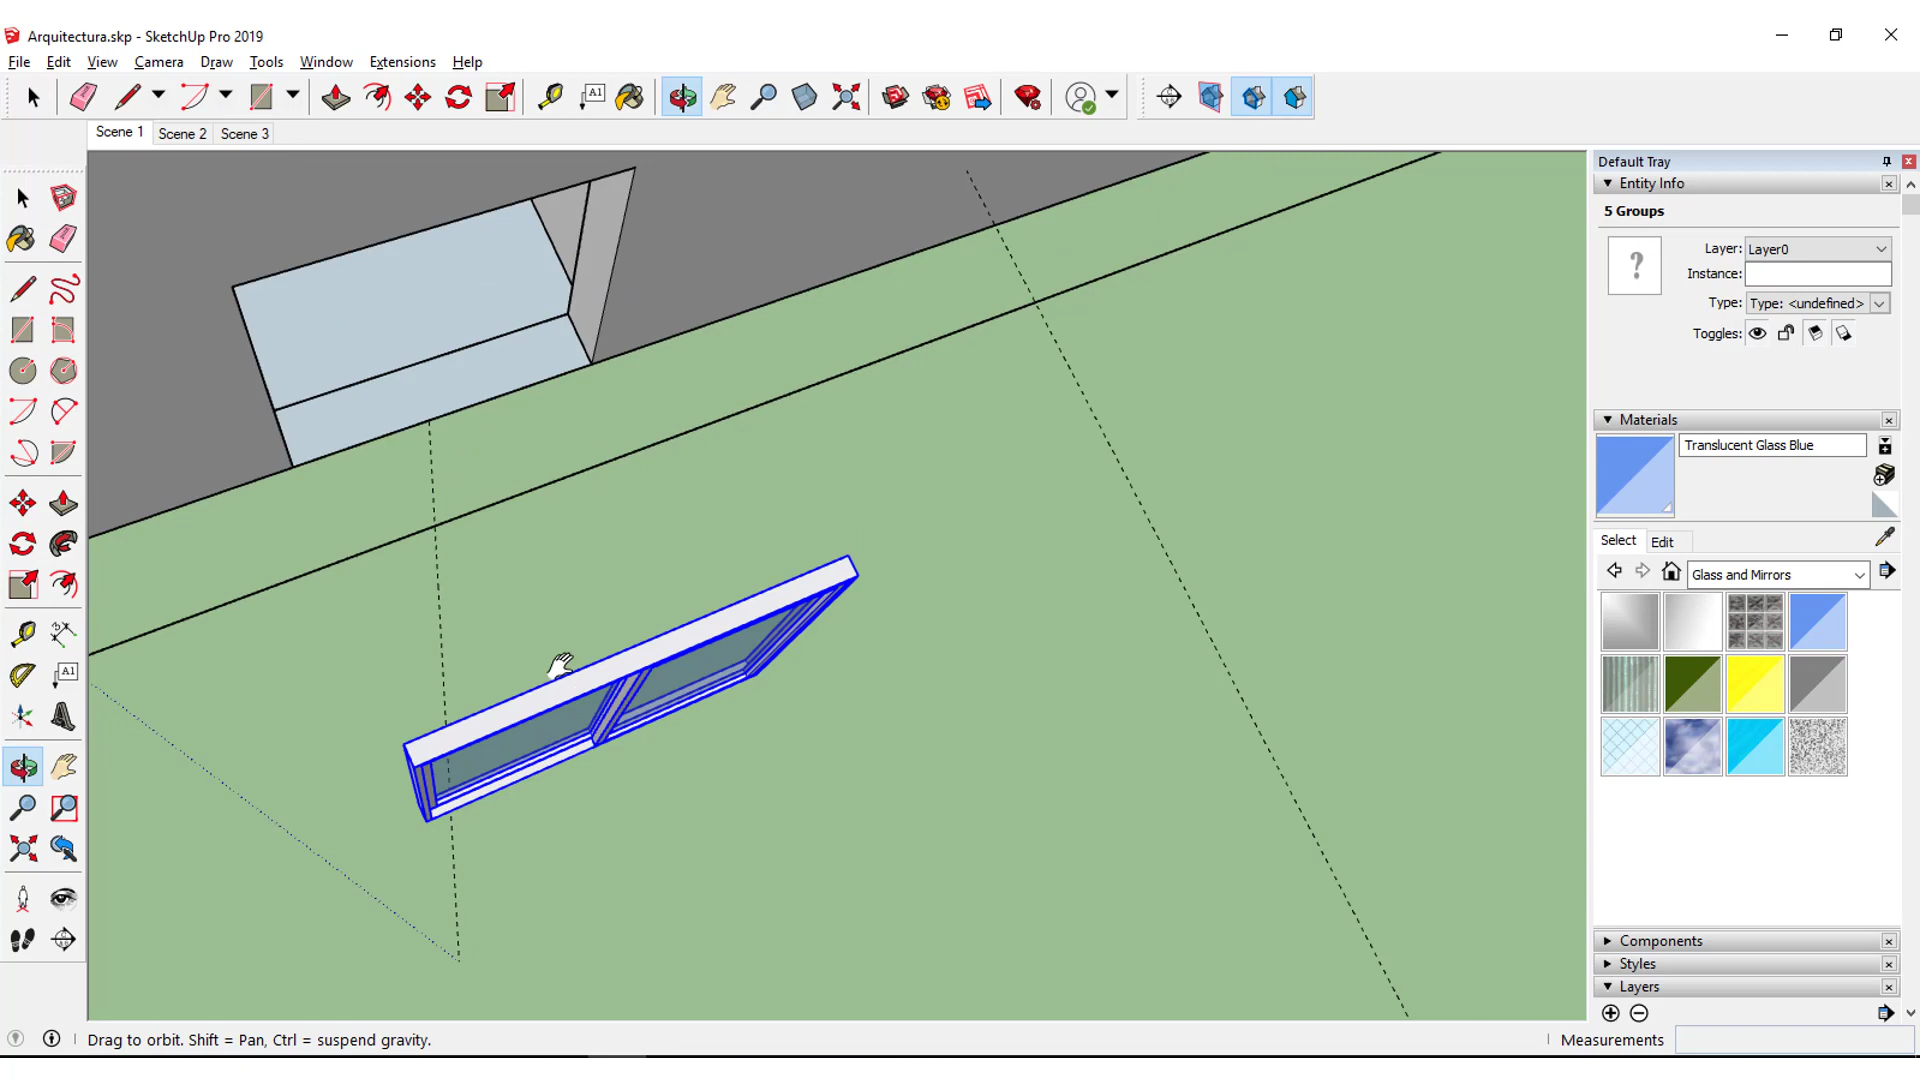 Arquitectura.skp - SketchUp Pro 2019
File Edit View Camera Draw Tools Window Extensions Help
A1
Scene 1 Scene 2 Scene 3
Default Tray
Entity Info
5 Groups
Layer: Layer0
?
Instance:
Type: Type: <undefined>
Toggles:
Materials
Translucent Glass Blue
Select Edit
Glass and Mirrors
A1
Components
Styles
Layers
Drag to orbit. Shift = Pan, Ctrl = suspend gravity.
Measurements